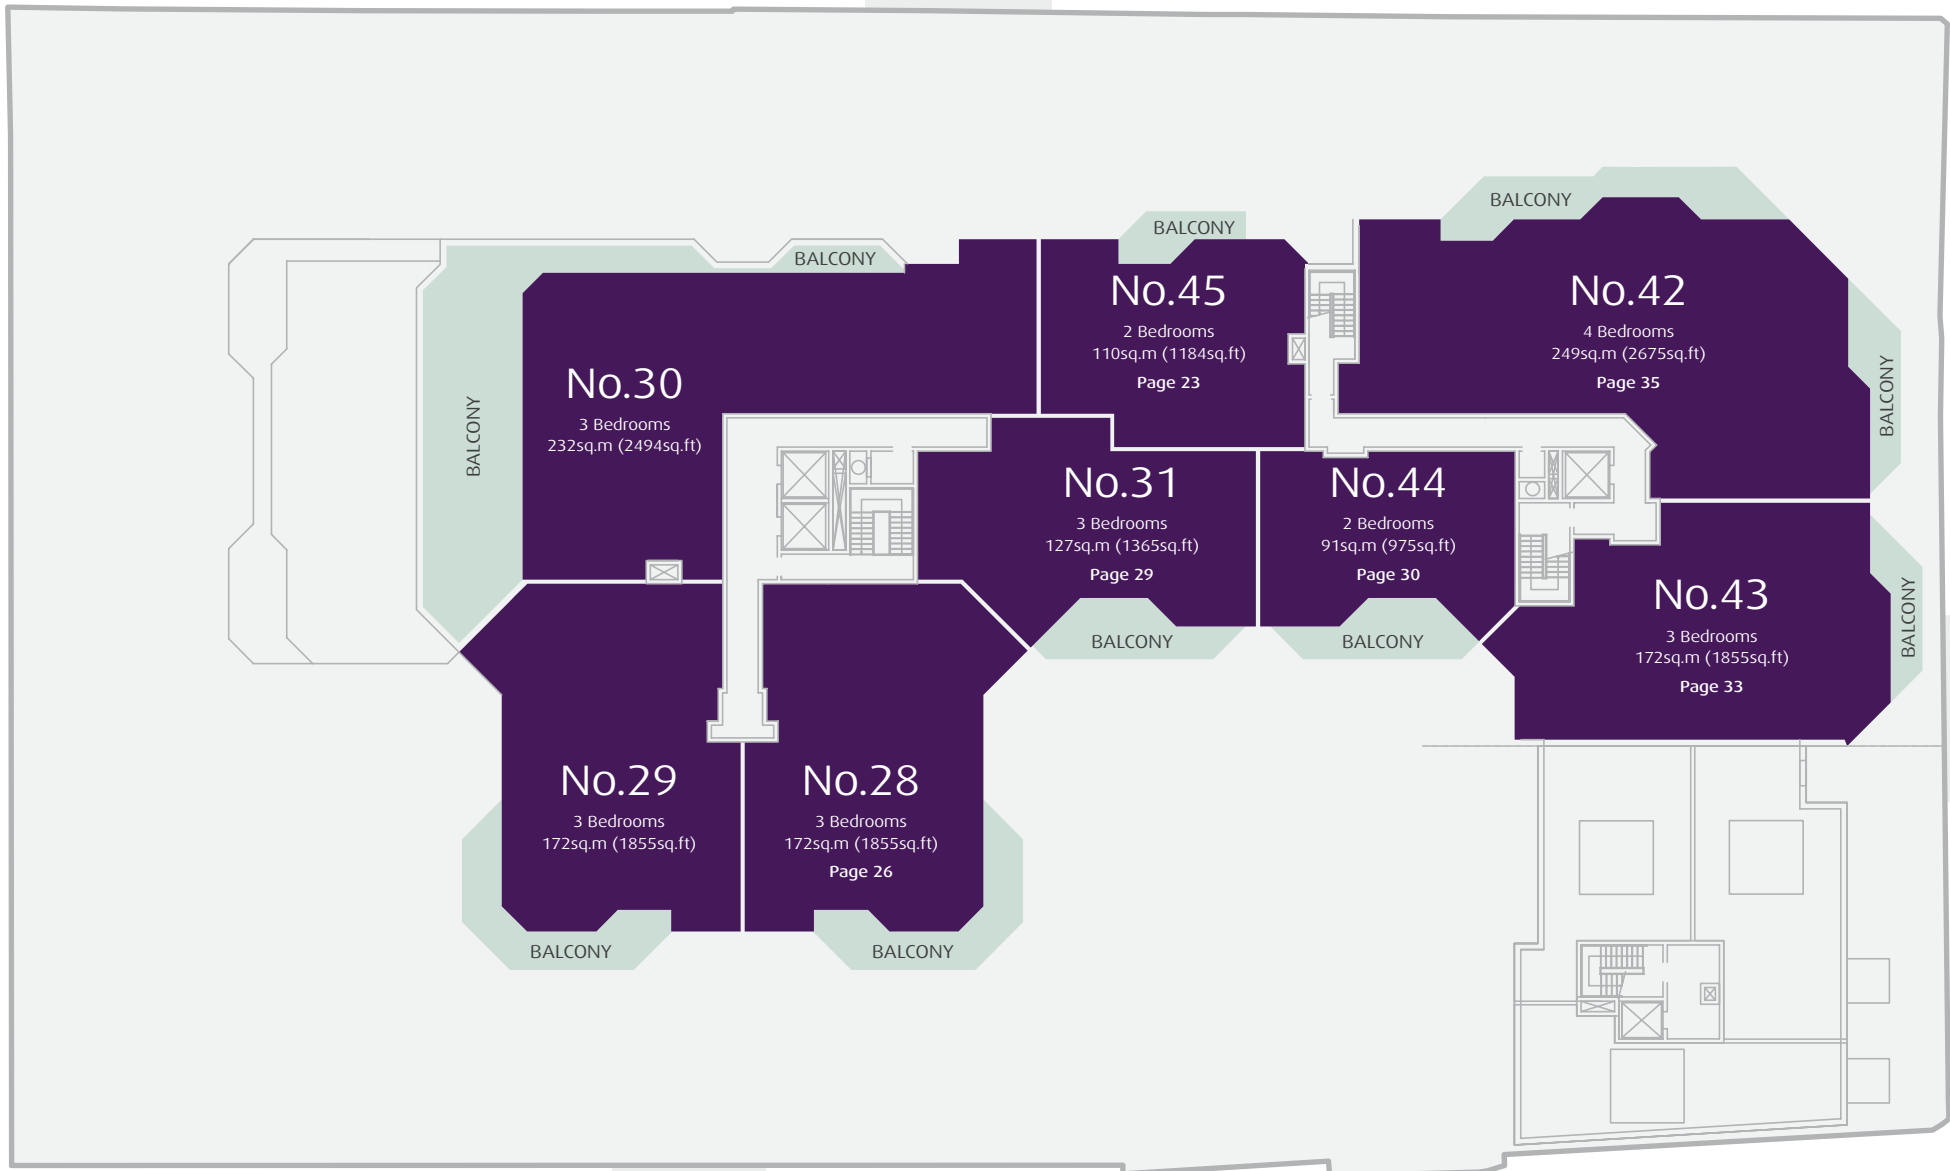 BALCONY
BALCONY
No.30
3 Bedrooms
232sq.m (2494sq.ft)
BALCONY
No.45
2 Bedrooms
110sq.m (1184sq.ft)
Page 23
BALCONY
No.42
4 Bedrooms
249sq.m (2675sq.ft)
Page 35
BALCONY
No.31
3 Bedrooms
127sq.m (1365sq.ft)
Page 29
BALCONY
No.44
2 Bedrooms
91sq.m (975sq.ft)
Page 30
BALCONY
No.43
3 Bedrooms
172sq.m (1855sq.ft)
Page 33
BALCONY
No.29
3 Bedrooms
172sq.m (1855sq.ft)
BALCONY
No.28
3 Bedrooms
172sq.m (1855sq.ft)
Page 26
BALCONY